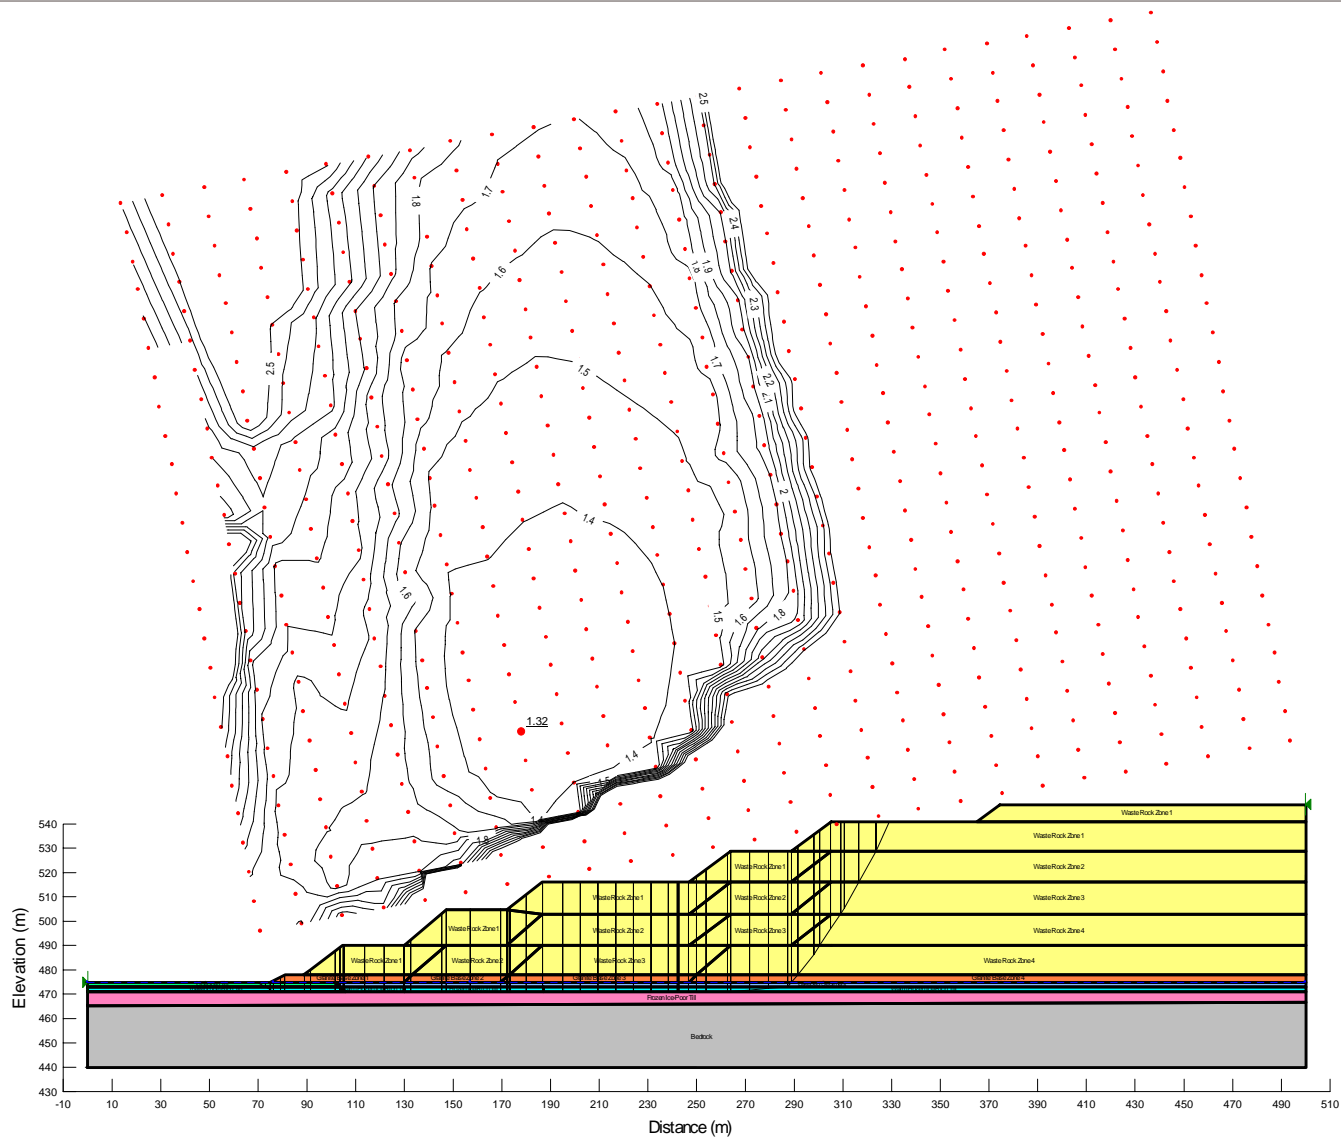 2.5
2.4
1.7
1.8
1.9
1.8
1.6
2.3
1.7
2.5
1.5
2.2
2.1
2
1.4
1.6
1.5
1.6
1.8
1.32
1.4
1.5
1.4
1.8
Waste Rock Zone 1
Waste Rock Zone 1
Waste Rock Zone 1
Waste Rock Zone 2
Waste Rock Zone 1
Waste Rock Zone 2
Waste Rock Zone 3
Waste Rock Zone 1
Waste Rock Zone 2
Waste Rock Zone 3
Waste Rock Zone 4
Waste Rock Zone 1
Waste Rock Zone 2
Waste Rock Zone 3
Waste Rock Zone 4
Frozen Ice-Poor Till
Bedrock
540
530
520
510
500
490
480
470
460
450
440
430
Elevation (m)
-10 10 30 50 70 90 110 130 150 170 190 210 230 250 270 290 310 330 350 370 390 410 430 450 470 490 510
Distance (m)